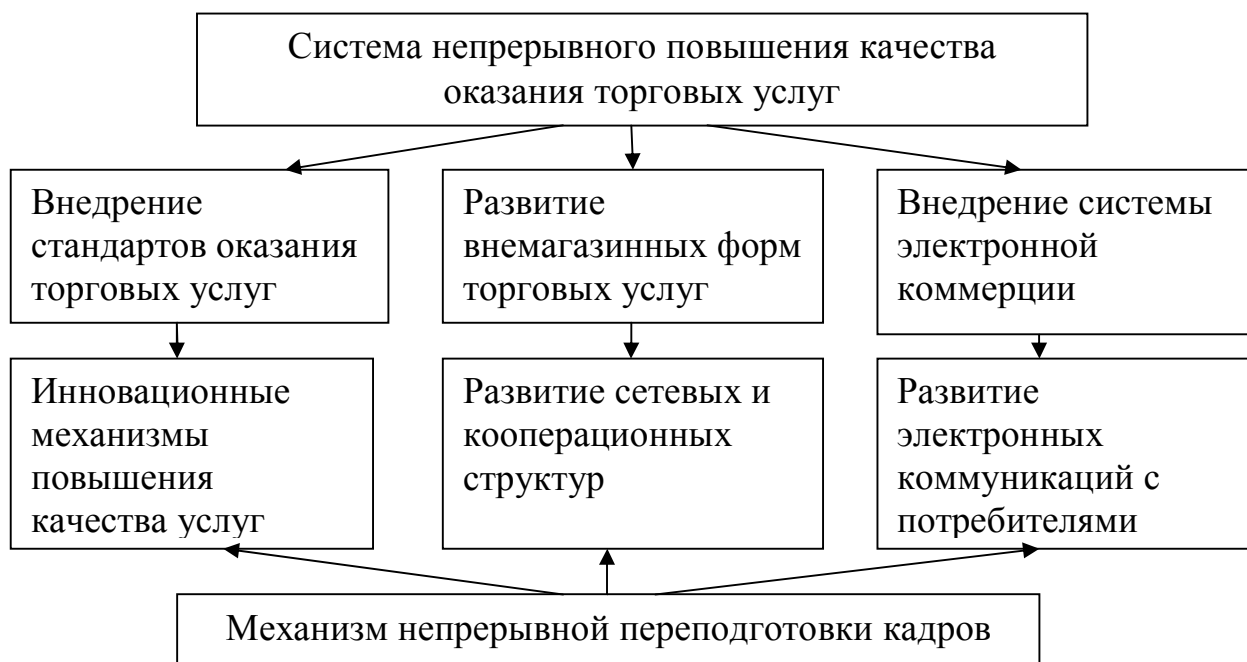 Система непрерывного повышения качества
оказания торговых услуг
Внедрение
стандартов оказания
торговых услуг
Развитие
внемагазинных форм
торговых услуг
Внедрение системы
электронной
коммерции
Инновационные
механизмы
повышения
качества услуг
Развитие сетевых и
кооперационных
структур
Развитие
электронных
коммуникаций с
потребителями
Механизм непрерывной переподготовки кадров